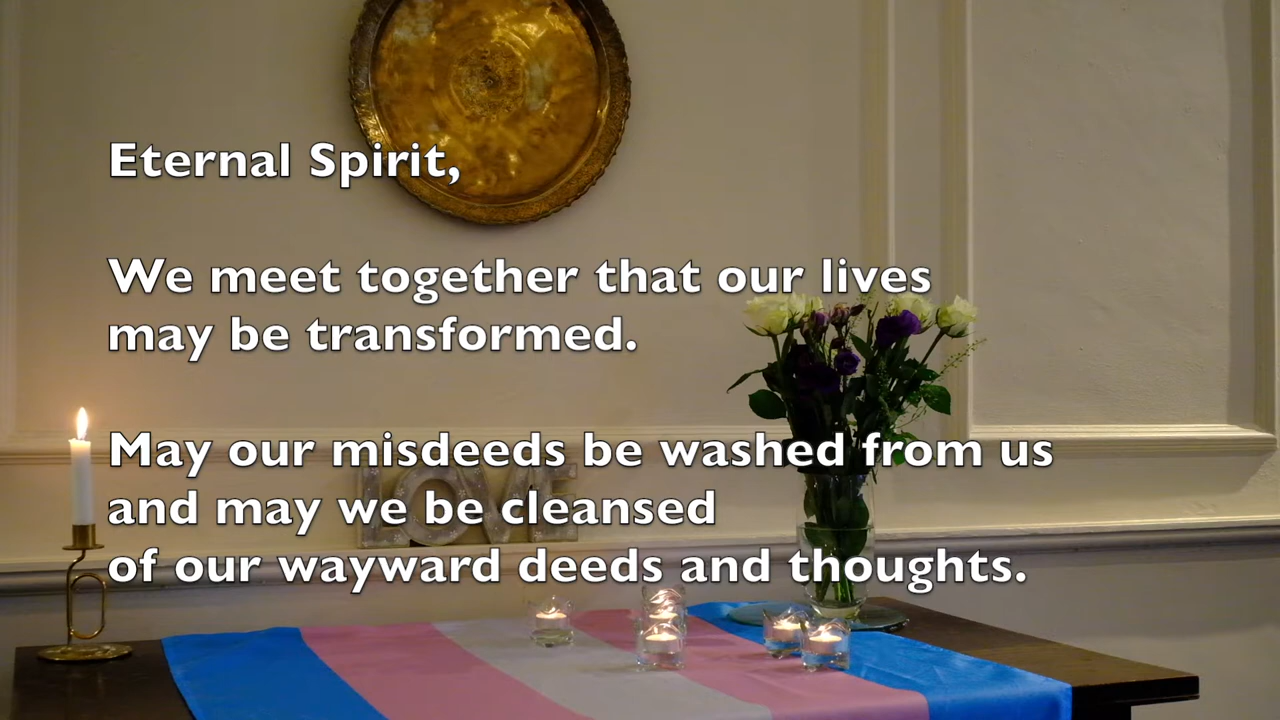 Eternal Spirit,
We meet together that our lives
may be transformed.
May our misdeeds be washed from us
LOVE
and may we be cleansed
of our wayward deeds and thoughts.